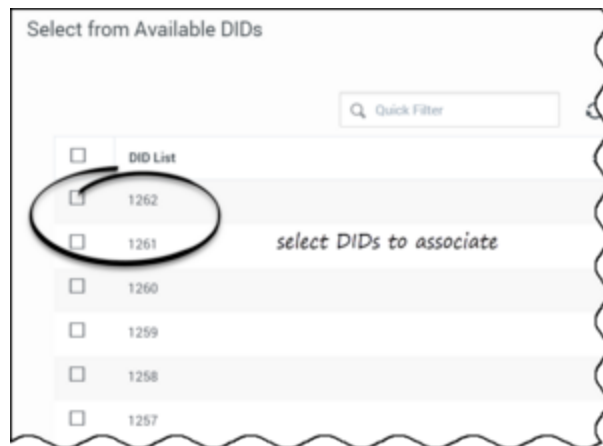 Select from Available DIDs
Quick Filter
DID List
1262
1261 select DIDs to associate
1260
1259
1258
1257